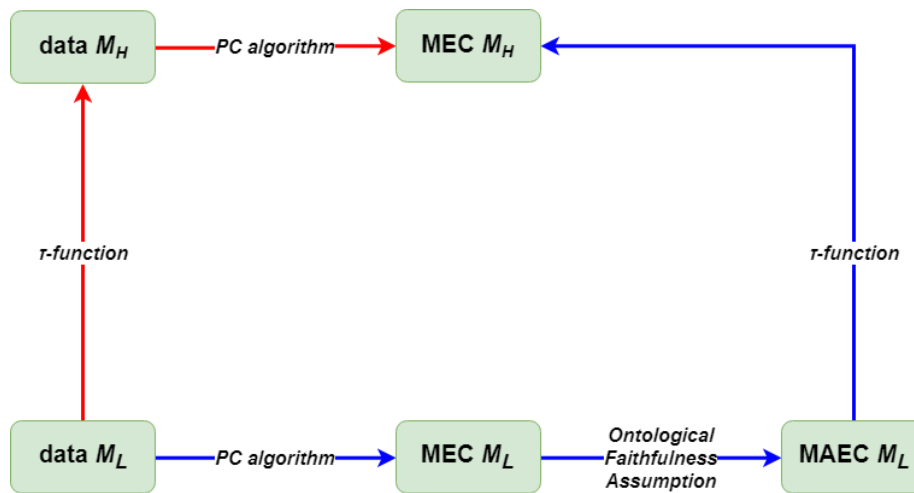 data M_H
PC algorithm
MEC M_H
τ-function
τ-function
data M_L
PC algorithm
MEC M_L
Ontological
Faithfulness
Assumption
MAEC M_L